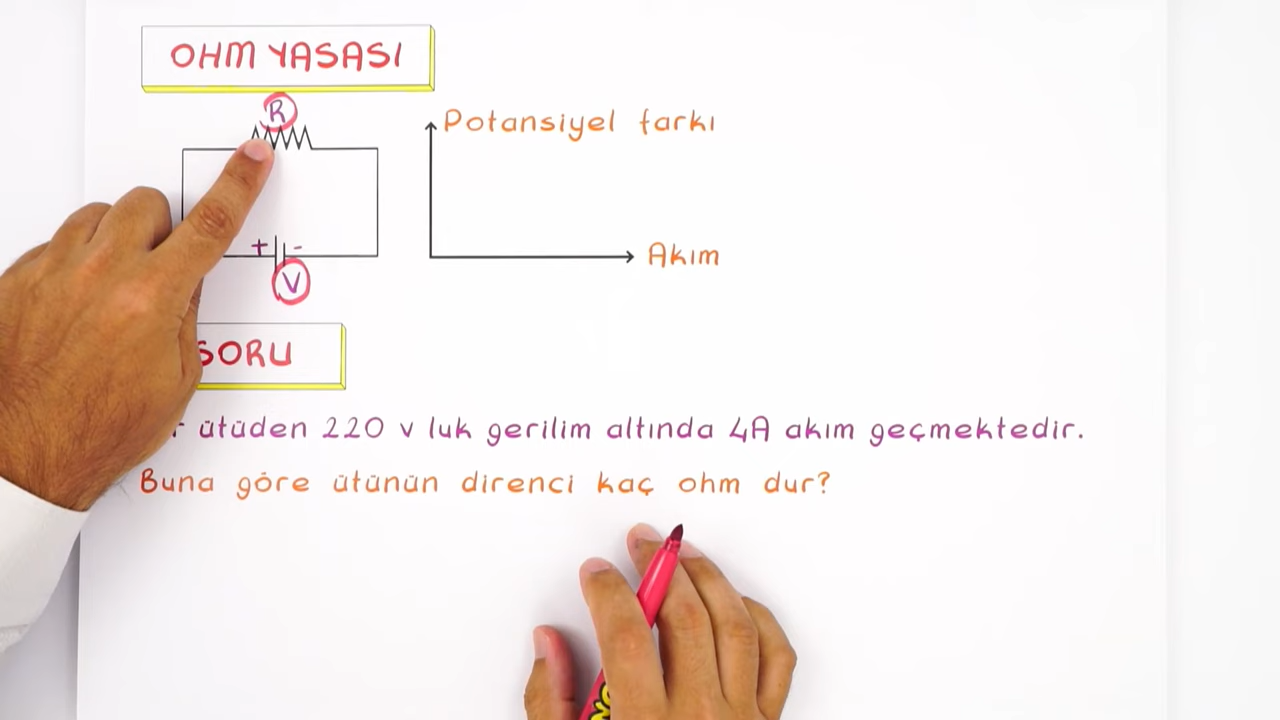 OHM YASASI
R
Potansiyel farkı
+ -
V
Akım
SORU
ütüden 220 v luk gerilim altında 4A akım geçmektedir.
Buna göre ütünün direnci kaç ohm dur?